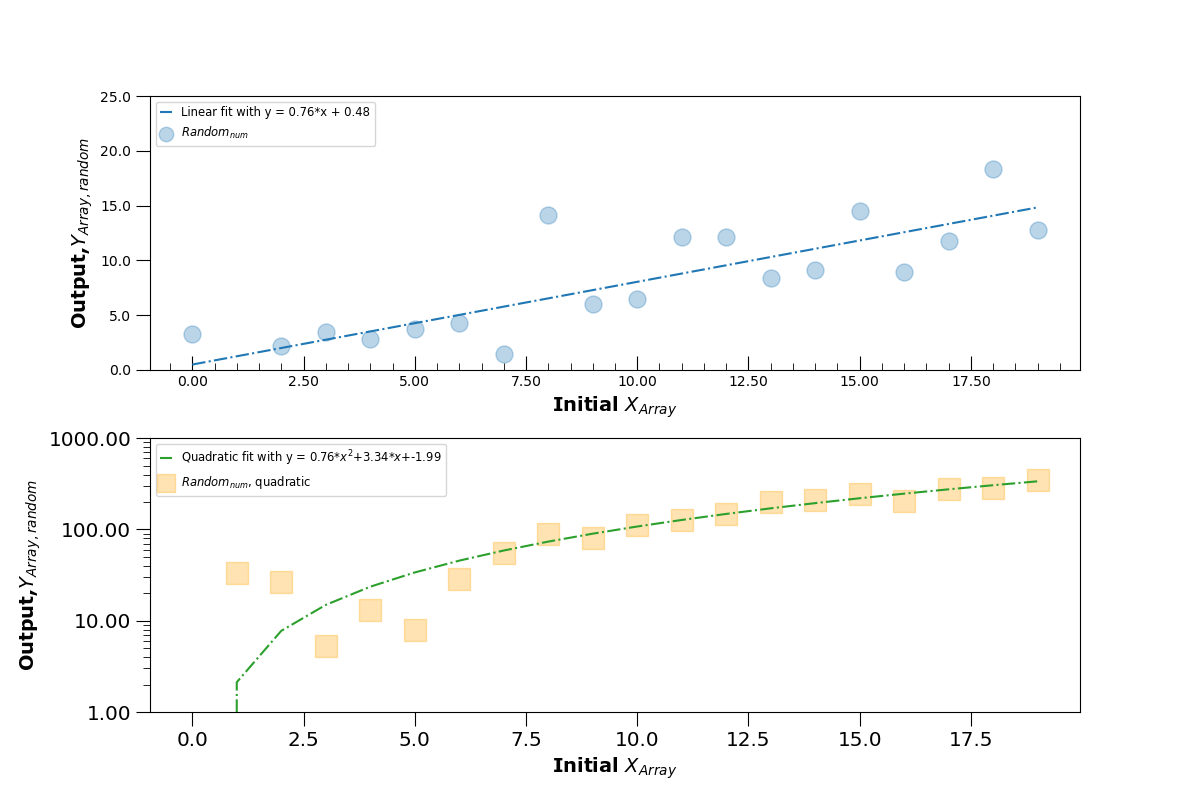 25.0
20.0
15.0
10.0
5.0
0.0
Output,Y_{Array, random}
Linear fit with y = 0.76*x + 0.48
Random_{num}
0.00 2.50 5.00 7.50 10.00 12.50 15.00 17.50
Initial X_{Array}
1000.00
100.00
10.00
1.00
Output,Y_{Array, random}
Quadratic fit with y = 0.76*x²+3.34*x+-1.99
Random_{num}, quadratic
0.0 2.5 5.0 7.5 10.0 12.5 15.0 17.5
Initial X_{Array}